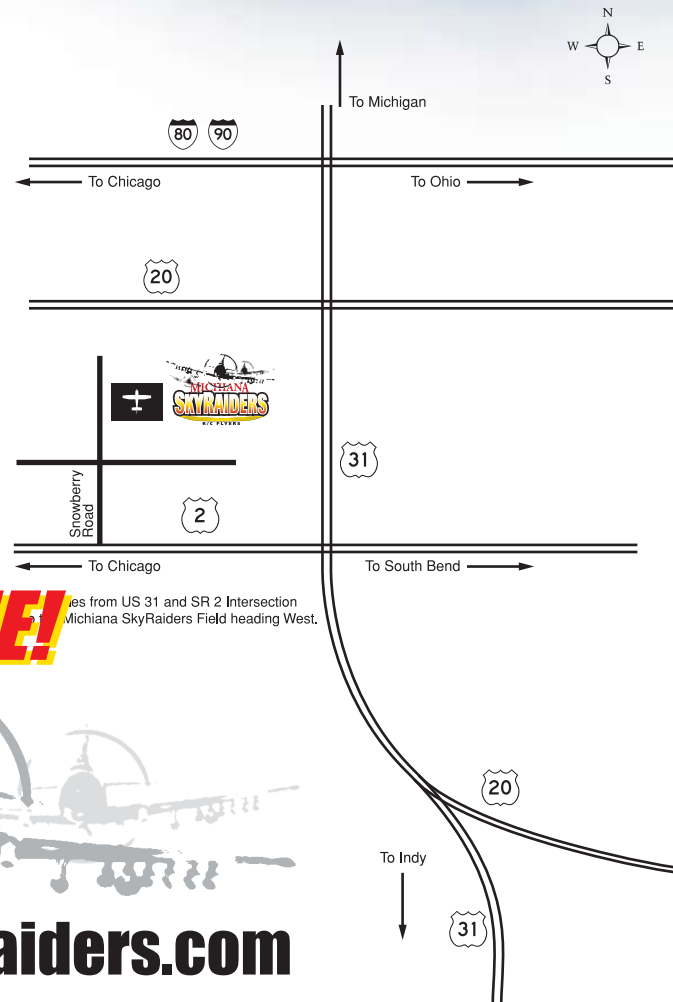 N
W E
S
To Michigan
80 90
To Chicago To Ohio
20
MICHIANA
SKYRAIDERS
R/C FLYERS
31
Snowberry
Road
2
To Chicago To South Bend
E!
from US 31 and SR 2 Intersection
Michiana SkyRaiders Field heading West.
20
To Indy
31
aiders.com